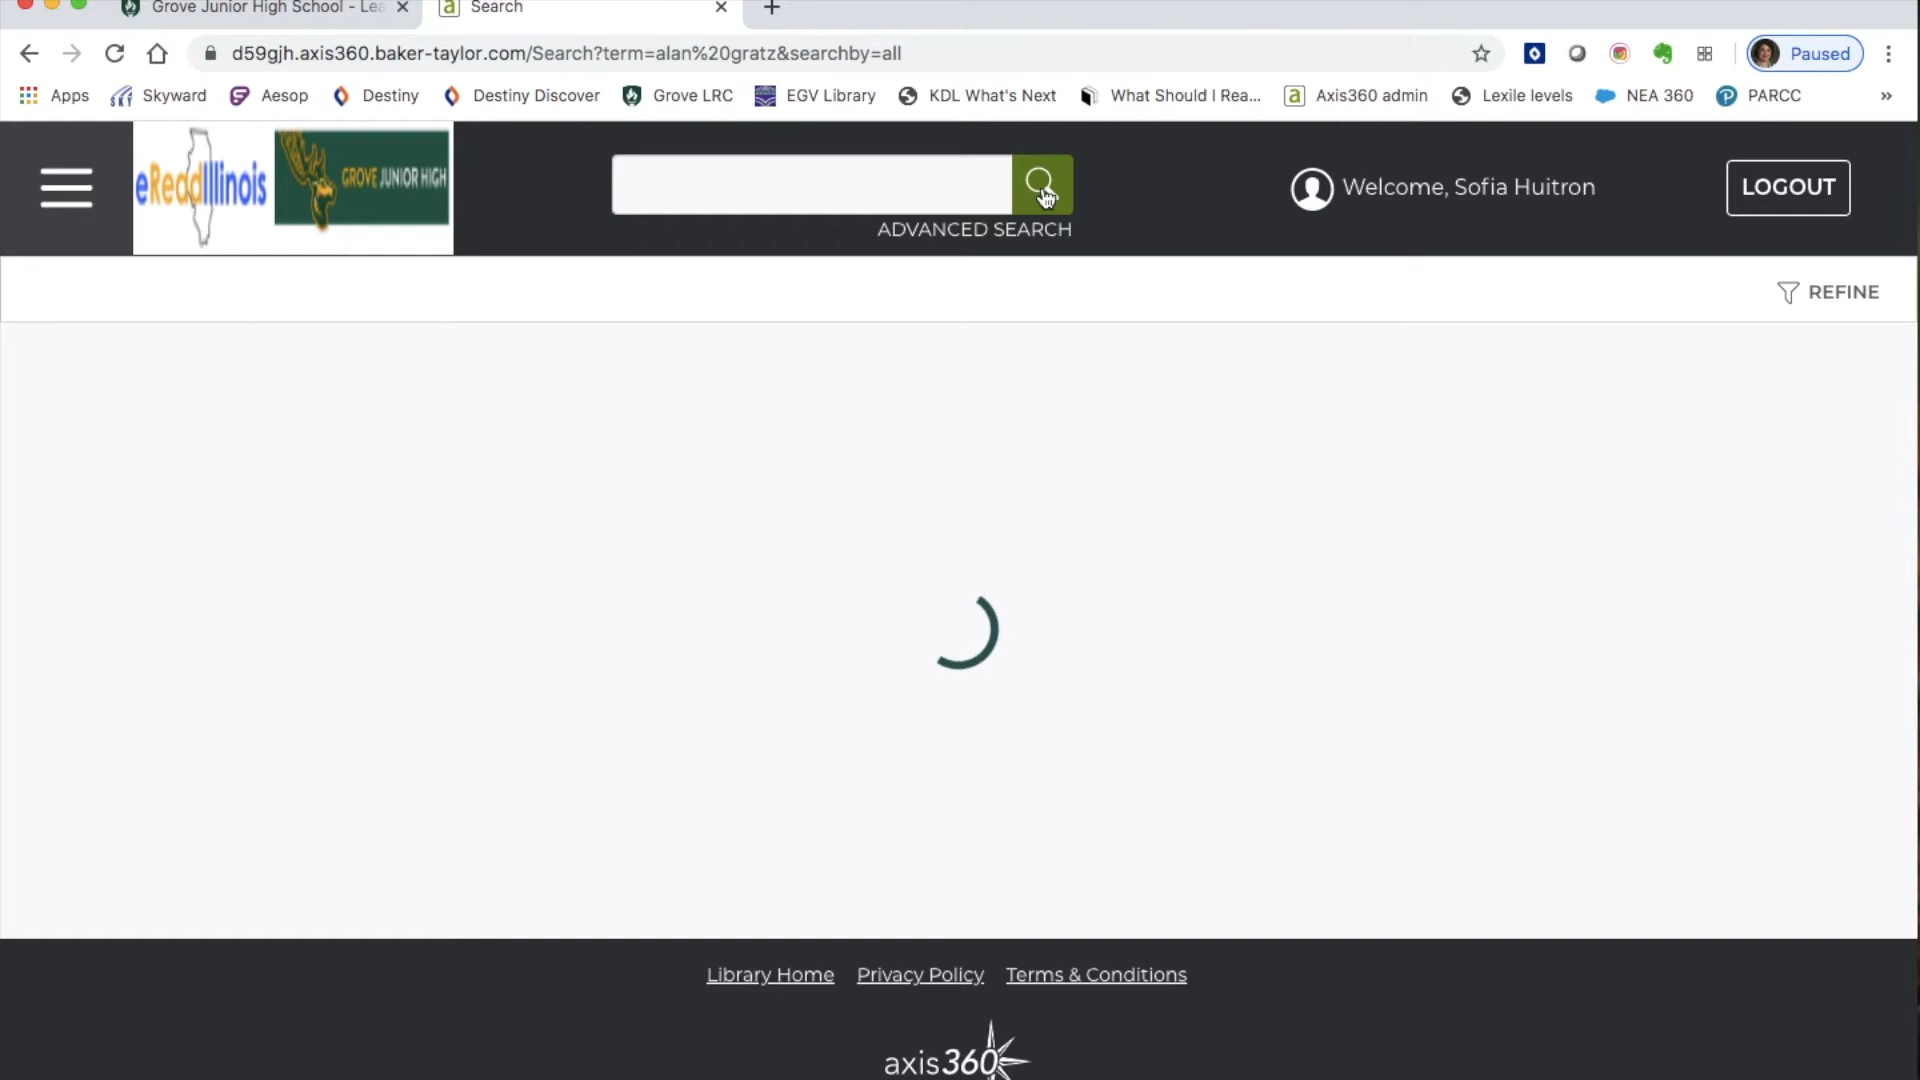 Grove Junior High School - Lea
Search
d59gjh.axis360.baker-taylor.com/Search?term=alan%20gratz&searchby=all
Paused
Apps
Skyward
Aesop
Destiny
Destiny Discover
Grove LRC
EGV Library
KDL What's Next
What Should I Rea...
Axis360 admin
Lexile levels
NEA 360
PARCC
»
eReadIllinois
GROVE JUNIOR HIGH
ADVANCED SEARCH
Welcome, Sofia Huitron
LOGOUT
REFINE
Library Home
Privacy Policy
Terms & Conditions
axis360